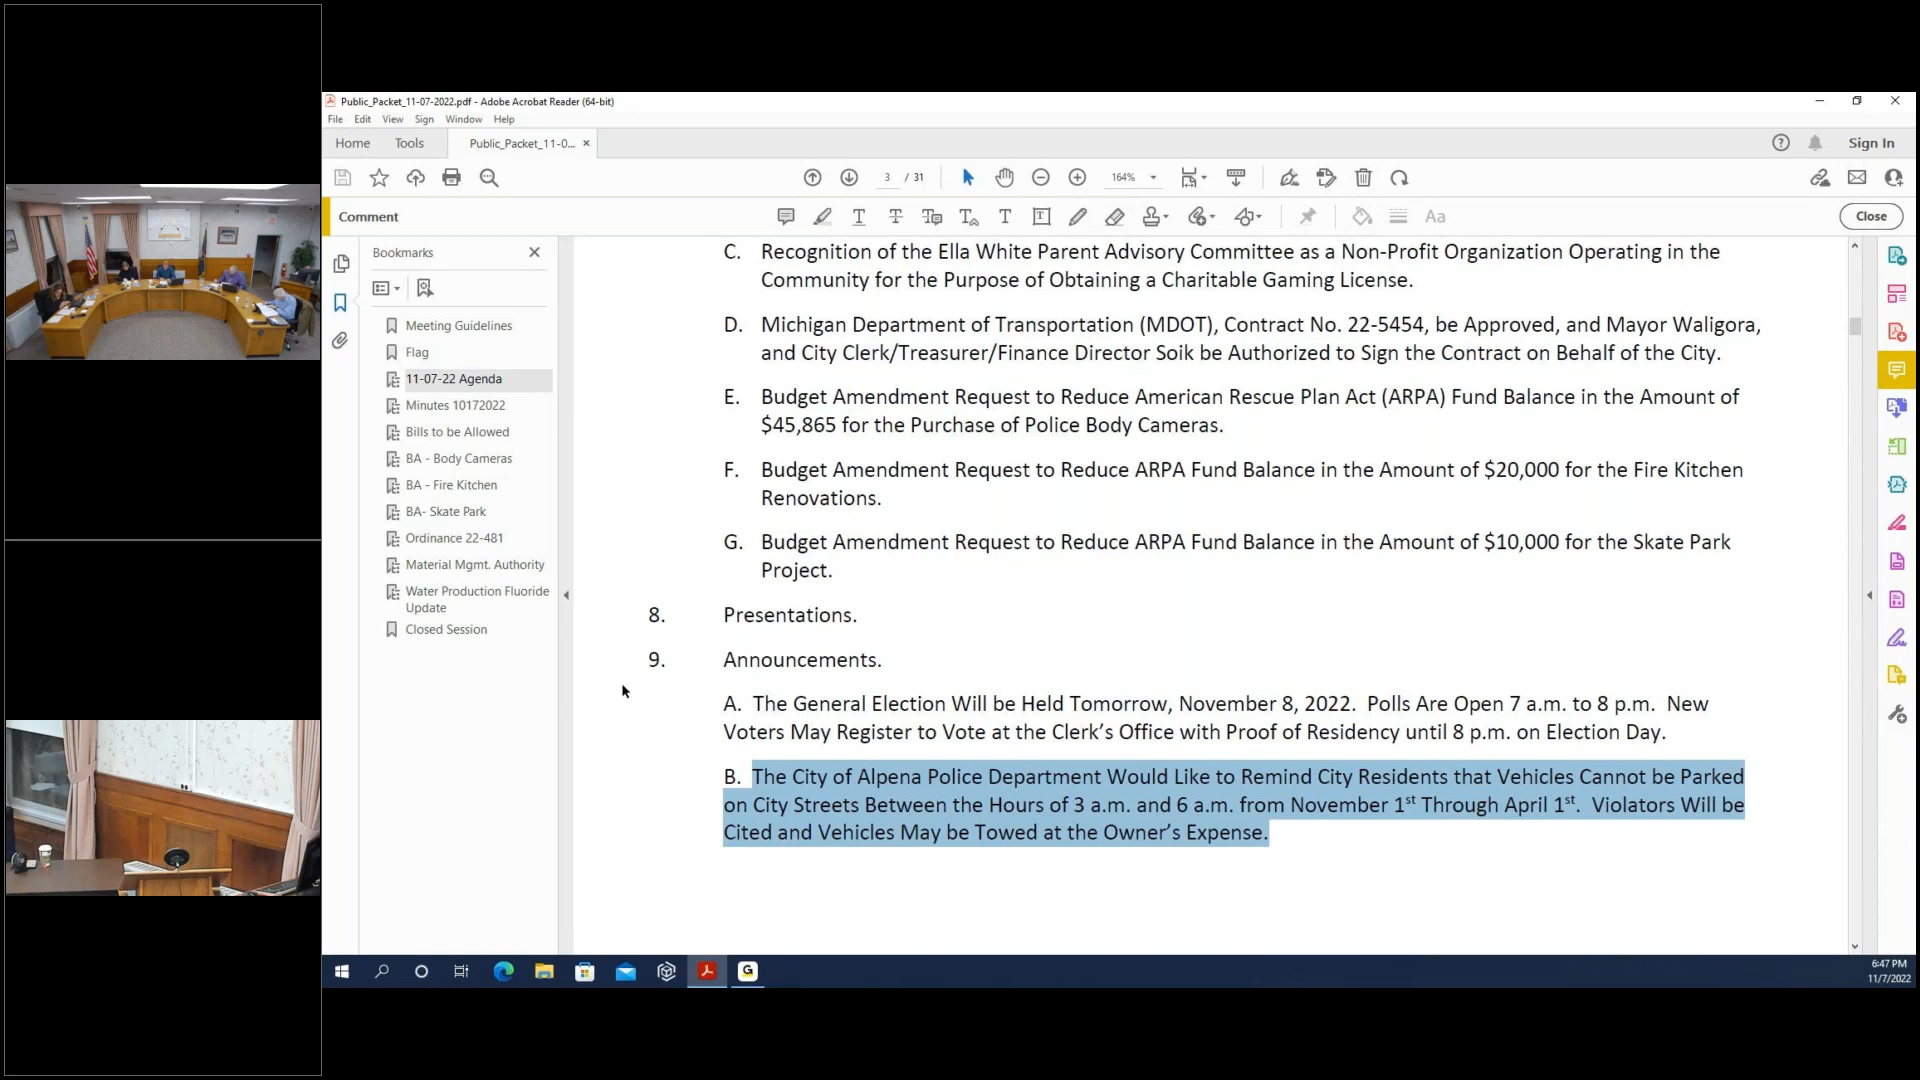 Public_Packet_11-07-2022.pdf - Adobe Acrobat Reader (64-bit)
File Edit View Sign Window Help
Home Tools Public_Packet_11-0... Sign In
3 / 31 164%
Comment Close
Bookmarks
Meeting Guidelines
Flag
11-07-22 Agenda
Minutes 10172022
Bills to be Allowed
BA - Body Cameras
BA - Fire Kitchen
BA- Skate Park
Ordinance 22-481
Material Mgmt. Authority
Water Production Fluoride
Update
Closed Session
C. Recognition of the Ella White Parent Advisory Committee as a Non-Profit Organization Operating in the
Community for the Purpose of Obtaining a Charitable Gaming License.
D. Michigan Department of Transportation (MDOT), Contract No. 22-5454, be Approved, and Mayor Waligora,
and City Clerk/Treasurer/Finance Director Soik be Authorized to Sign the Contract on Behalf of the City.
E. Budget Amendment Request to Reduce American Rescue Plan Act (ARPA) Fund Balance in the Amount of
$45,865 for the Purchase of Police Body Cameras.
F. Budget Amendment Request to Reduce ARPA Fund Balance in the Amount of $20,000 for the Fire Kitchen
Renovations.
G. Budget Amendment Request to Reduce ARPA Fund Balance in the Amount of $10,000 for the Skate Park
Project.
8. Presentations.
9. Announcements.
A. The General Election Will be Held Tomorrow, November 8, 2022. Polls Are Open 7 a.m. to 8 p.m. New
Voters May Register to Vote at the Clerk's Office with Proof of Residency until 8 p.m. on Election Day.
B. The City of Alpena Police Department Would Like to Remind City Residents that Vehicles Cannot be Parked
on City Streets Between the Hours of 3 a.m. and 6 a.m. from November 1st Through April 1st. Violators Will be
Cited and Vehicles May be Towed at the Owner's Expense.
6:47 PM
11/7/2022